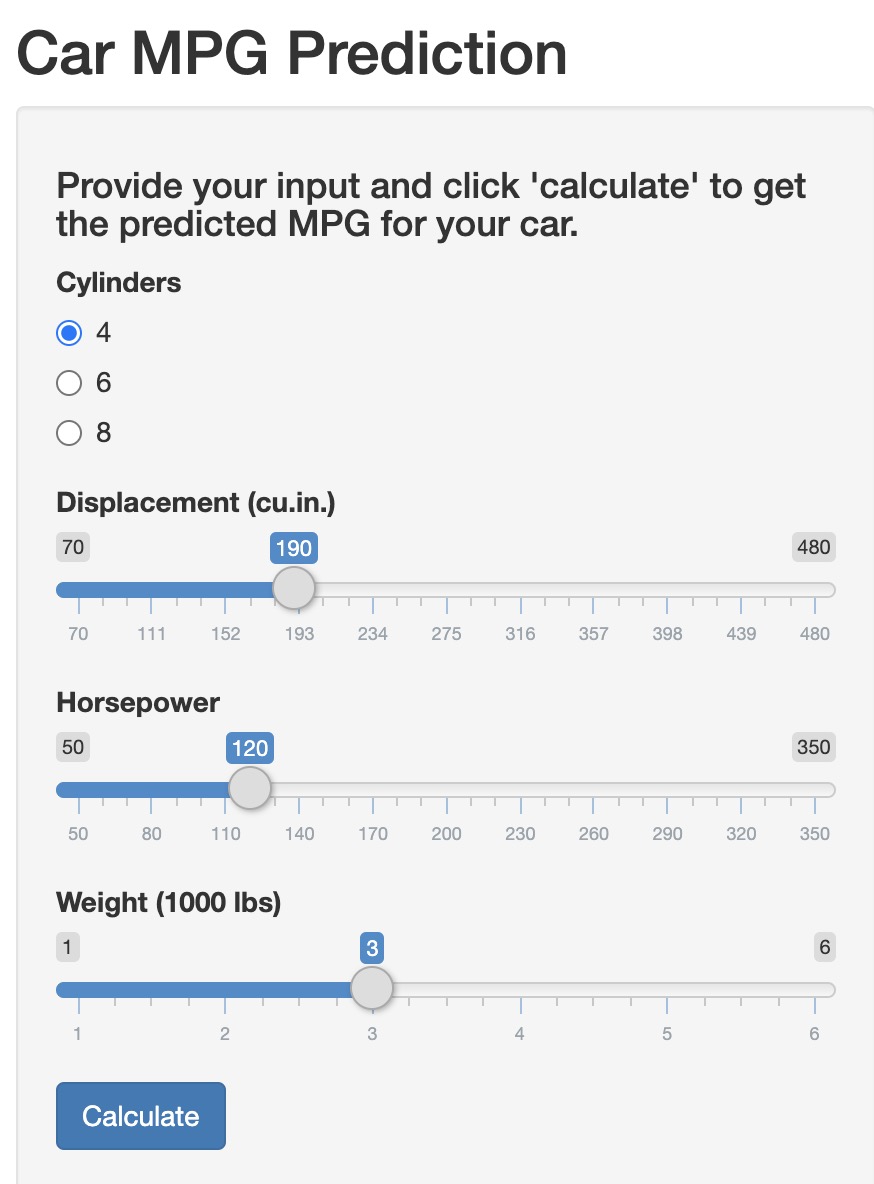 Car MPG Prediction
Provide your input and click 'calculate' to get
the predicted MPG for your car.
Cylinders
4
6
8
Displacement (cu.in.)
70 190 480
70 111 152 193 234 275 316 357 398 439 480
Horsepower
50 120 350
50 80 110 140 170 200 230 260 290 320 350
Weight (1000 lbs)
1 3 6
1 2 3 4 5 6
Calculate